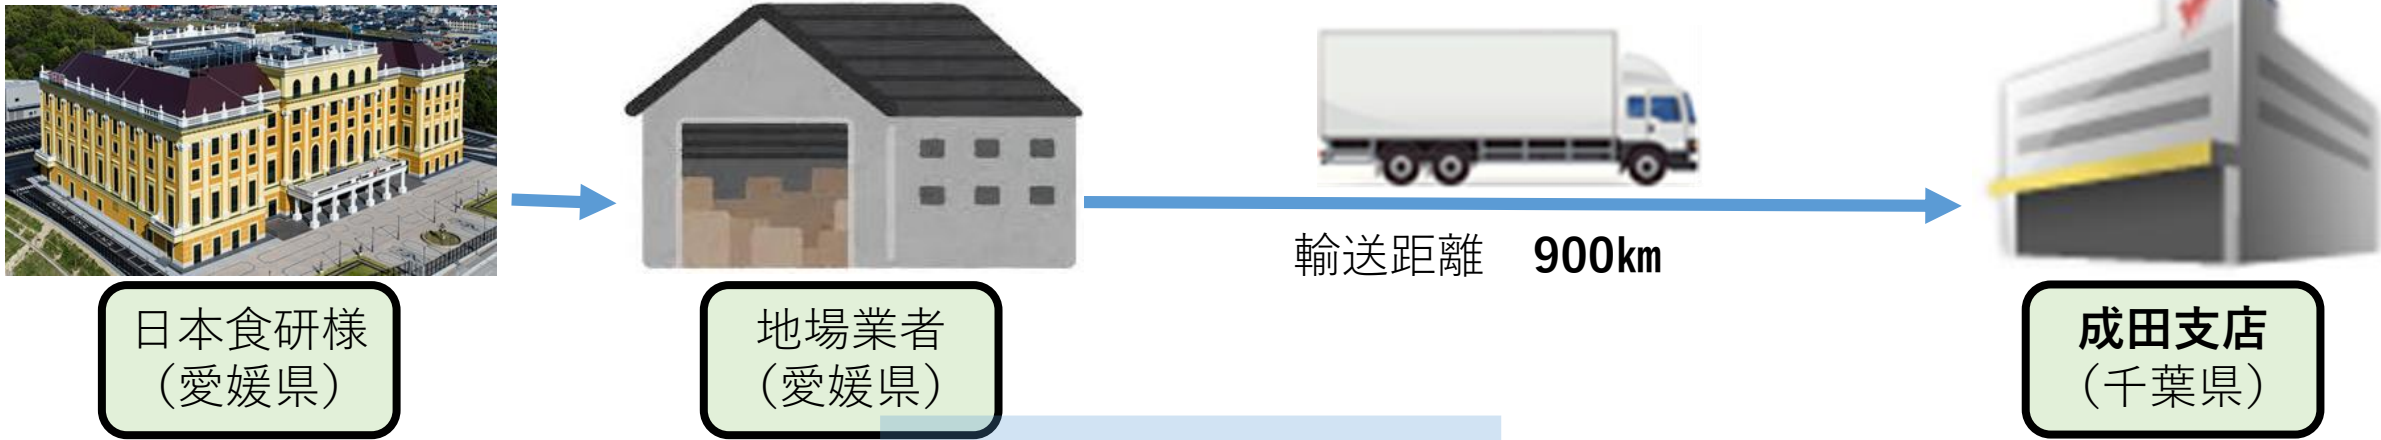 輸送距離　900㎞
日本食研様
（愛媛県）
地場業者
（愛媛県）
成田支店
（千葉県）